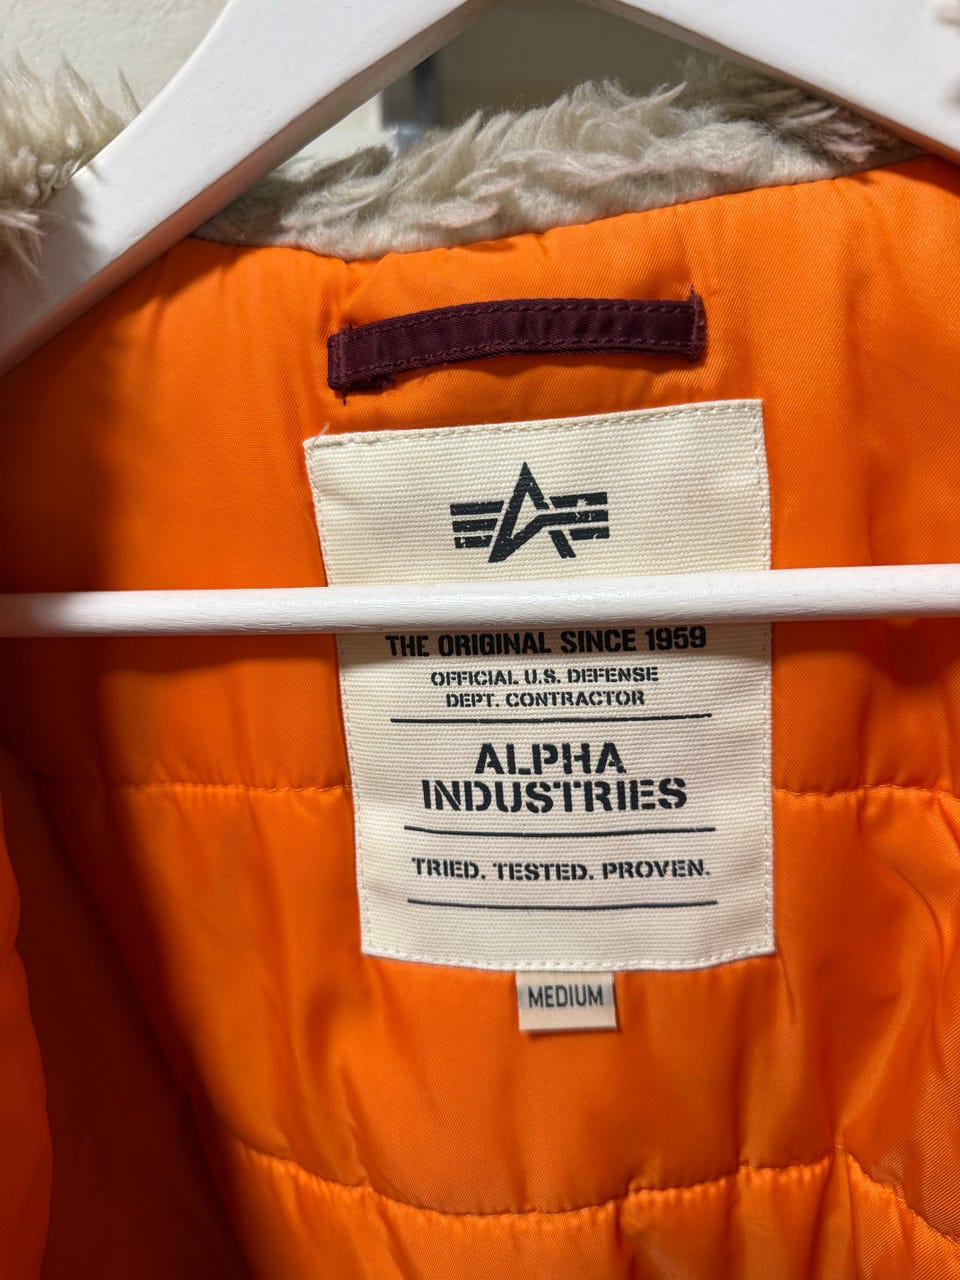 THE ORIGINAL SINCE 1959
OFFICIAL U.S. DEFENSE
DEPT. CONTRACTOR
ALPHA
INDUSTRIES
TRIED. TESTED. PROVEN.
MEDIUM